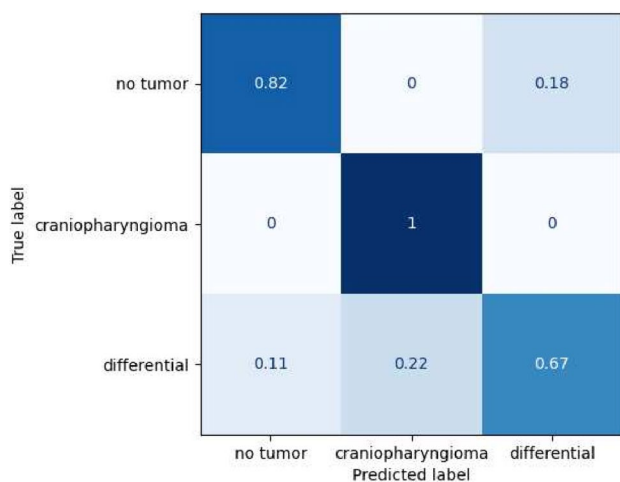 True label
no tumor 0.82 0 0.18
craniopharyngioma 0 1 0
differential 0.11 0.22 0.67
no tumor craniopharyngioma differential
Predicted label